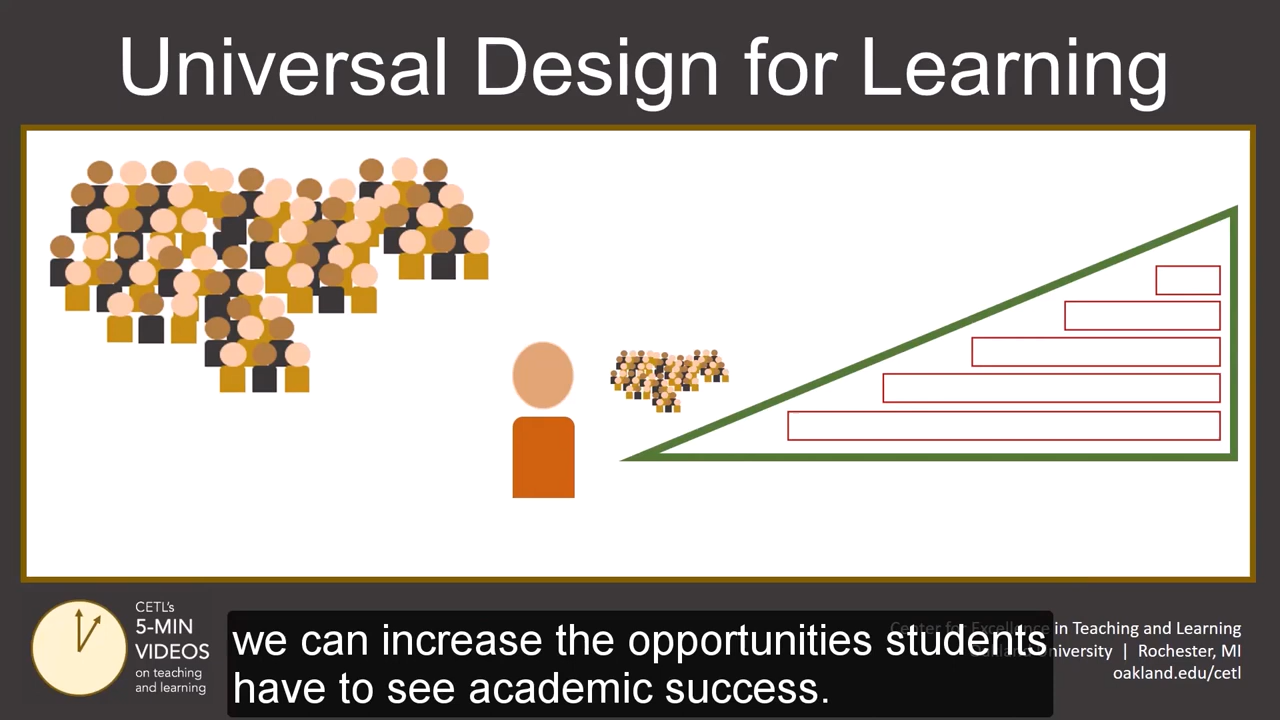 Universal Design for Learning
CETL's
5-MIN
VIDEOS
on teaching
and learning
we can increase the opportunities students
have to see academic success.
Center for Excellence in Teaching and Learning
Oakland University | Rochester, MI
oakland.edu/cetl